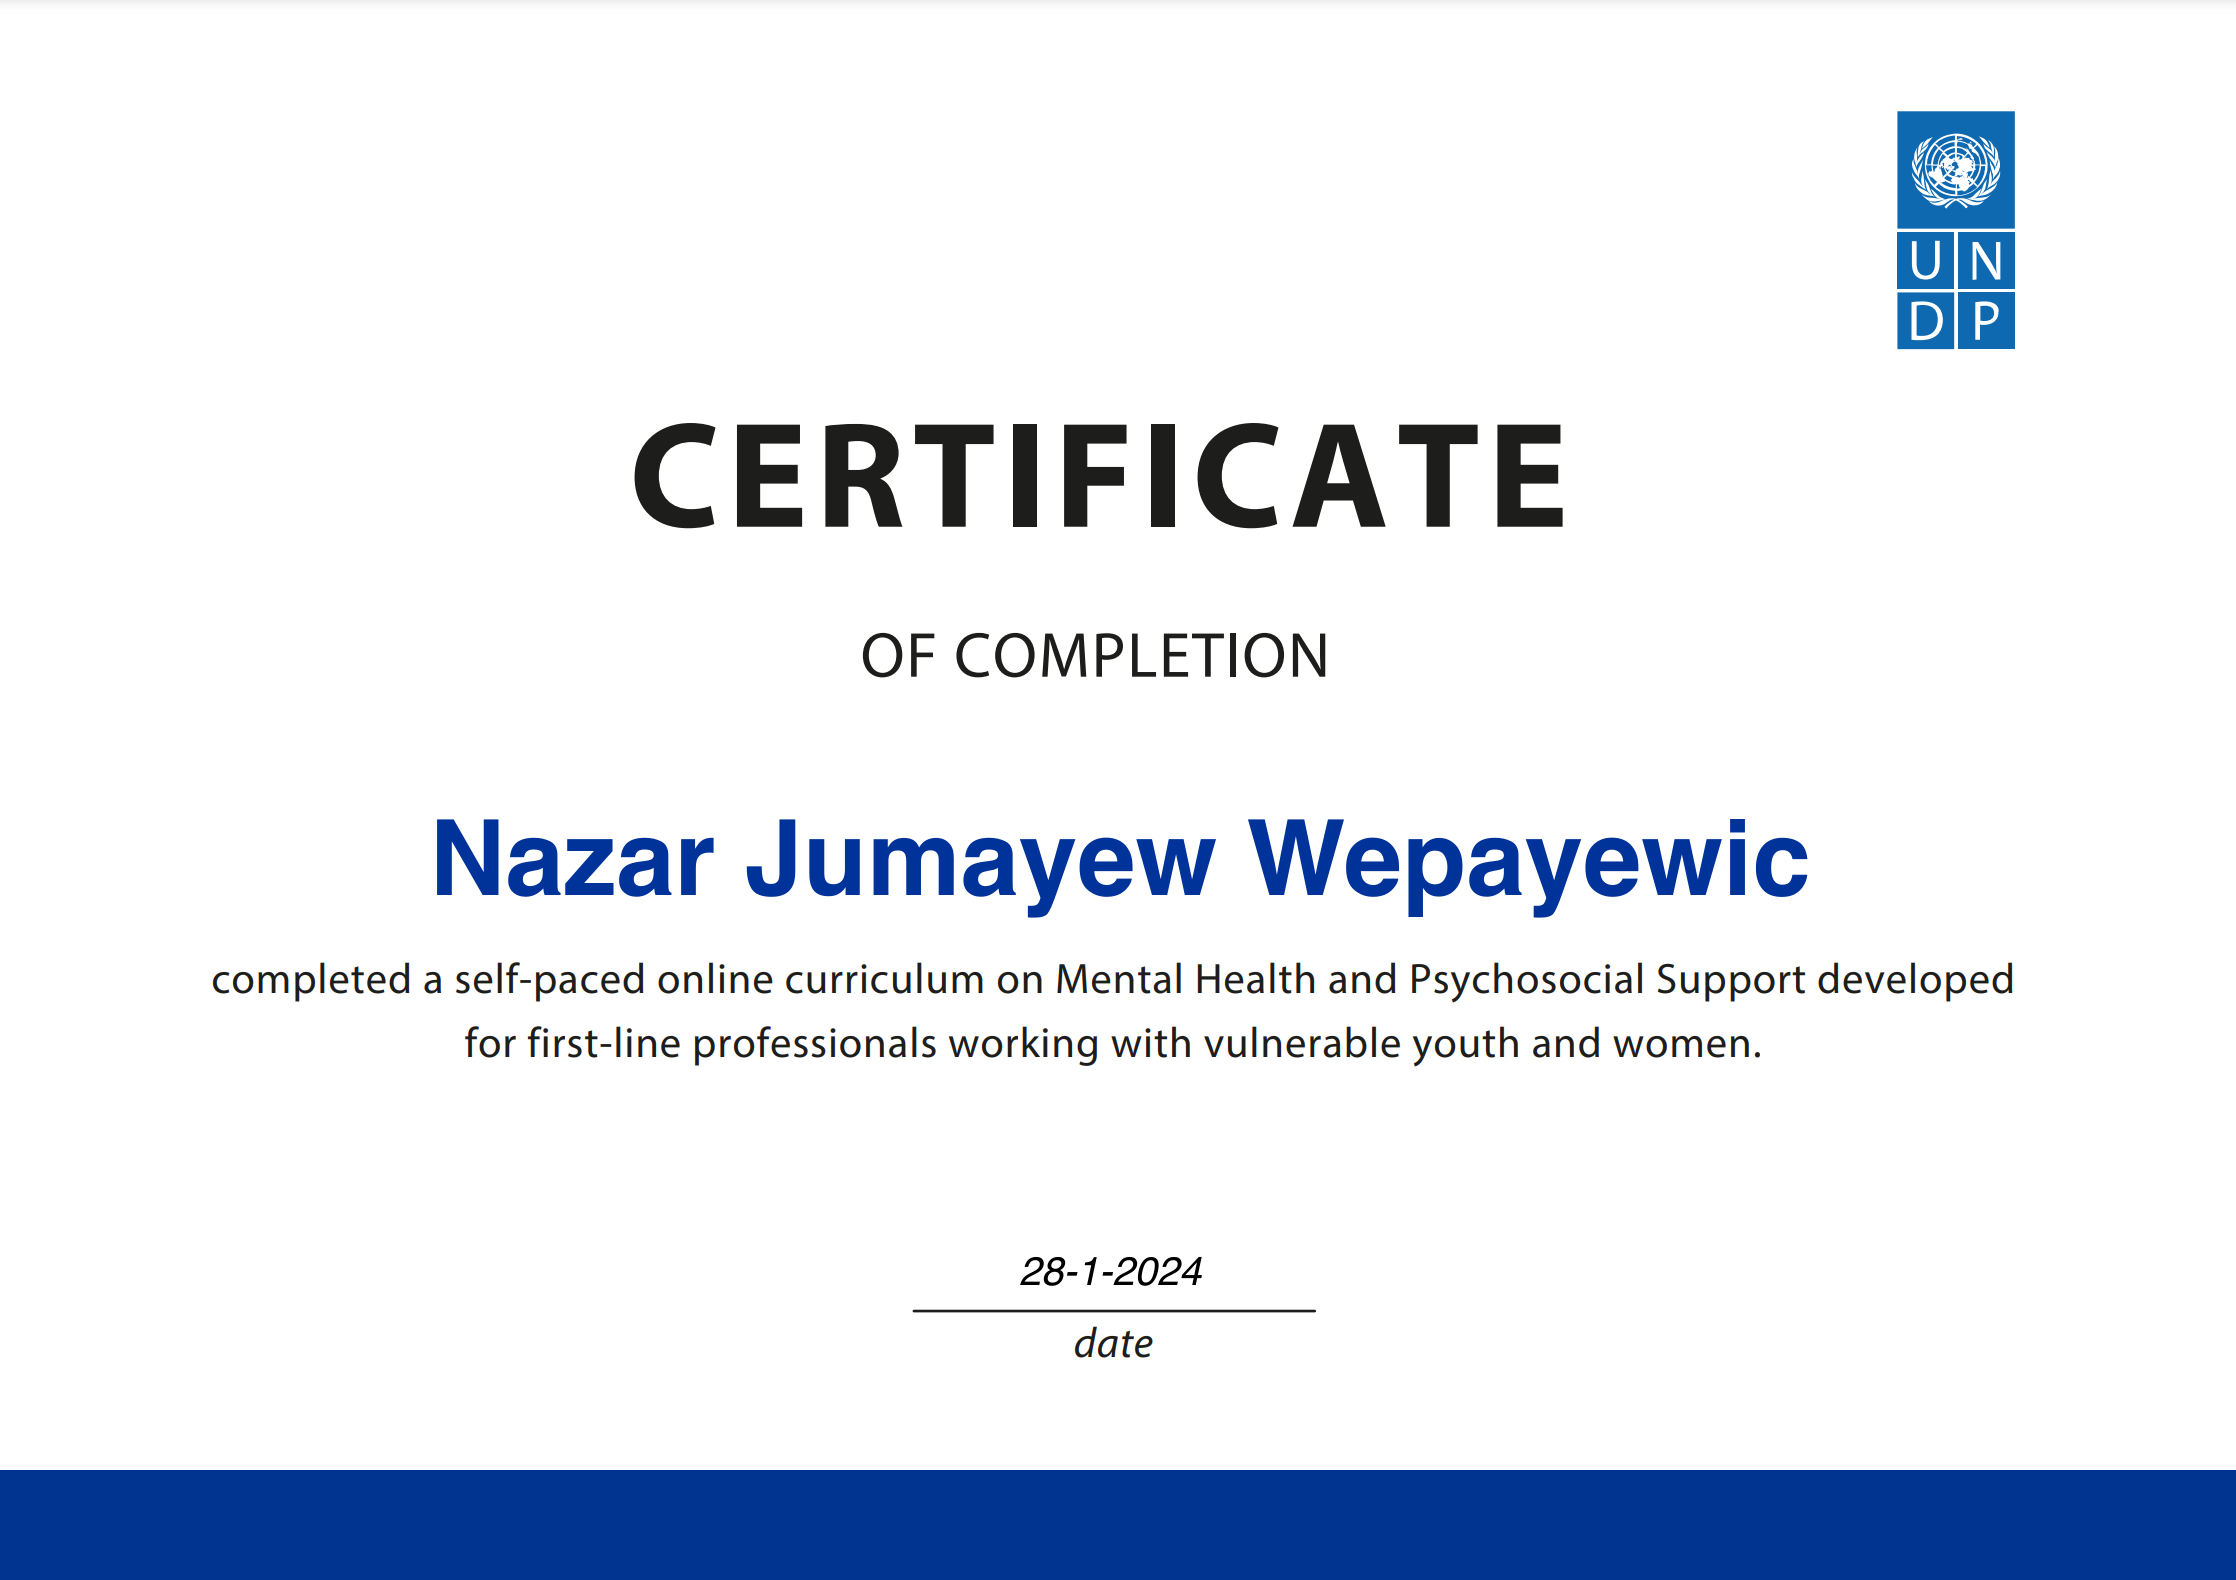 U N
D P
CERTIFICATE
OF COMPLETION
Nazar Jumayew Wepayewic
completed a self-paced online curriculum on Mental Health and Psychosocial Support developed
for first-line professionals working with vulnerable youth and women.
28-1-2024
date